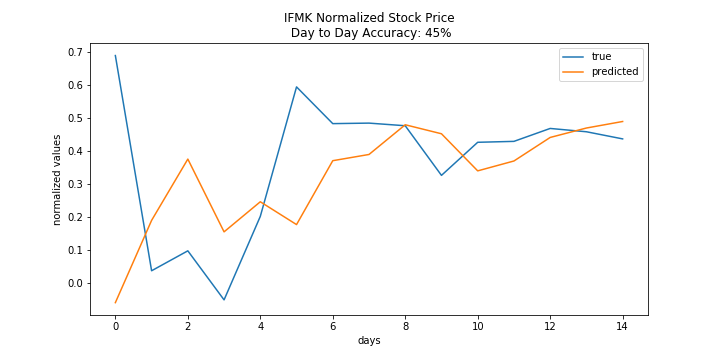 IFMK Normalized Stock Price
Day to Day Accuracy: 45%
true
predicted
0.7
0.6
0.5
0.4
0.3
0.2
0.1
0.0
normalized values
0 2 4 6 8 10 12 14
days